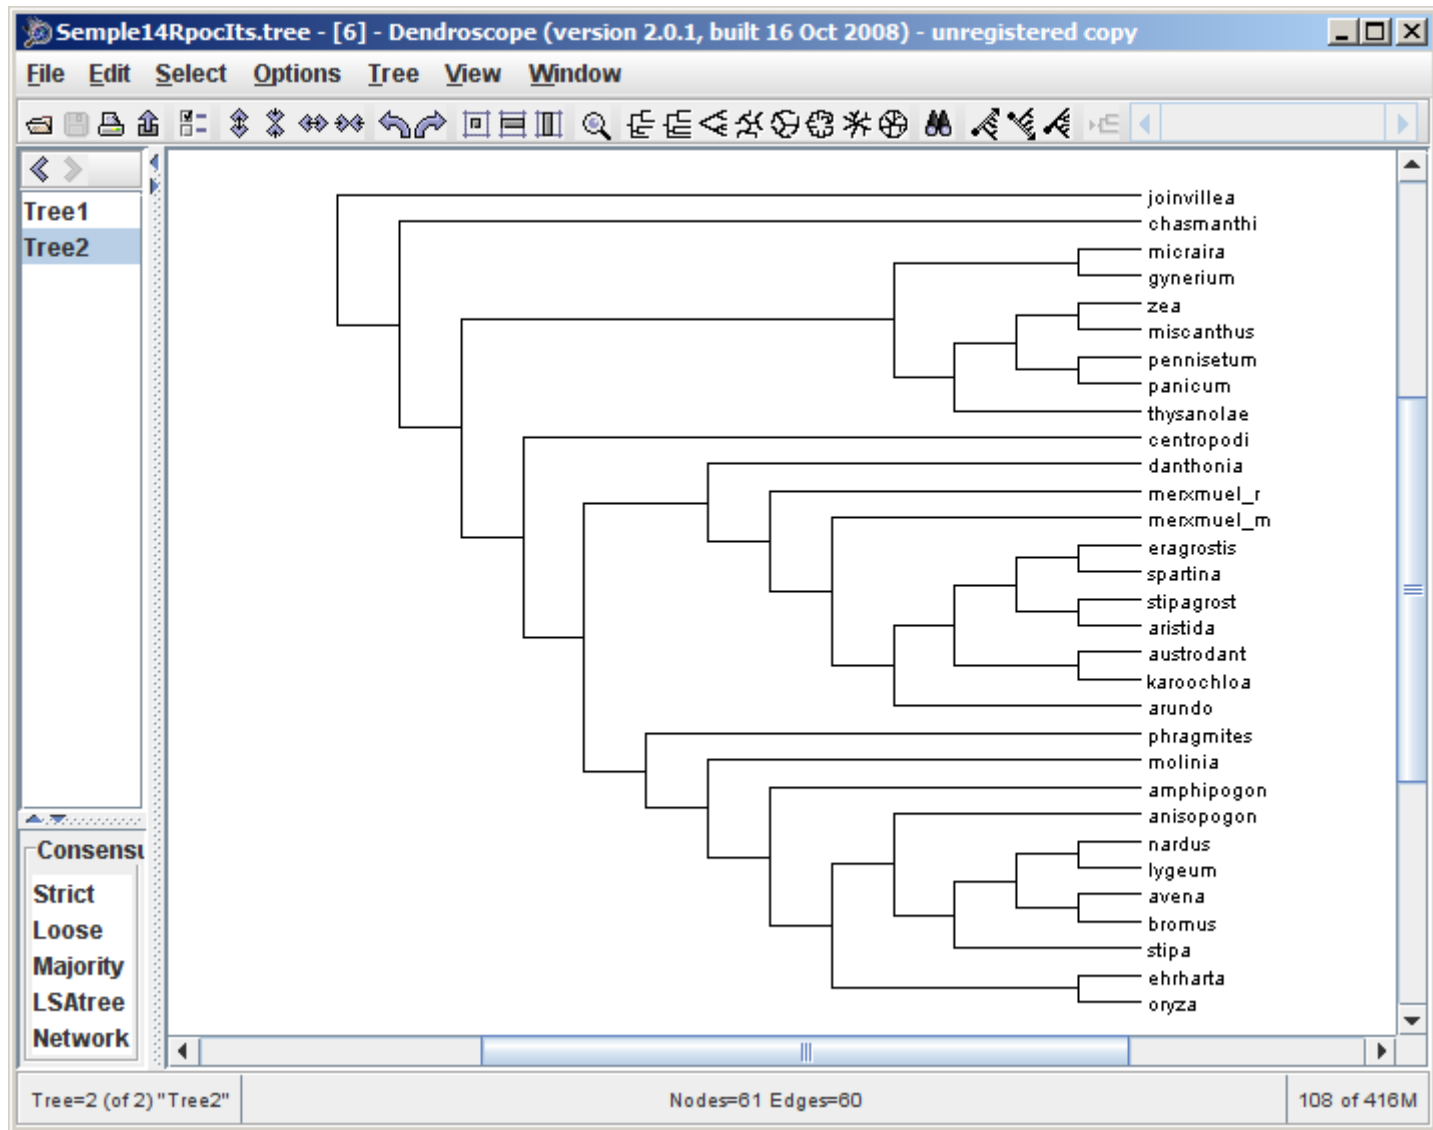 Semple14RpocIts.tree - [6] - Dendroscope (version 2.0.1, built 16 Oct 2008) - unregistered copy
File Edit Select Options Tree View Window
Tree1
Tree2
joinvillea
chasmanthi
micraira
gynerium
zea
miscanthus
pennisetum
panicum
thysanolae
centropodi
danthonia
merxmuel_r
merxmuel_m
eragrostis
spartina
stipagrost
aristida
austrodant
karoochloa
arundo
phragmites
molinia
amphipogon
anisopogon
nardus
lygeum
avena
bromus
stipa
ehrharta
oryza
Consensu
Strict
Loose
Majority
LSAtree
Network
Tree=2 (of 2) "Tree2" Nodes=61 Edges=60 108 of 416M